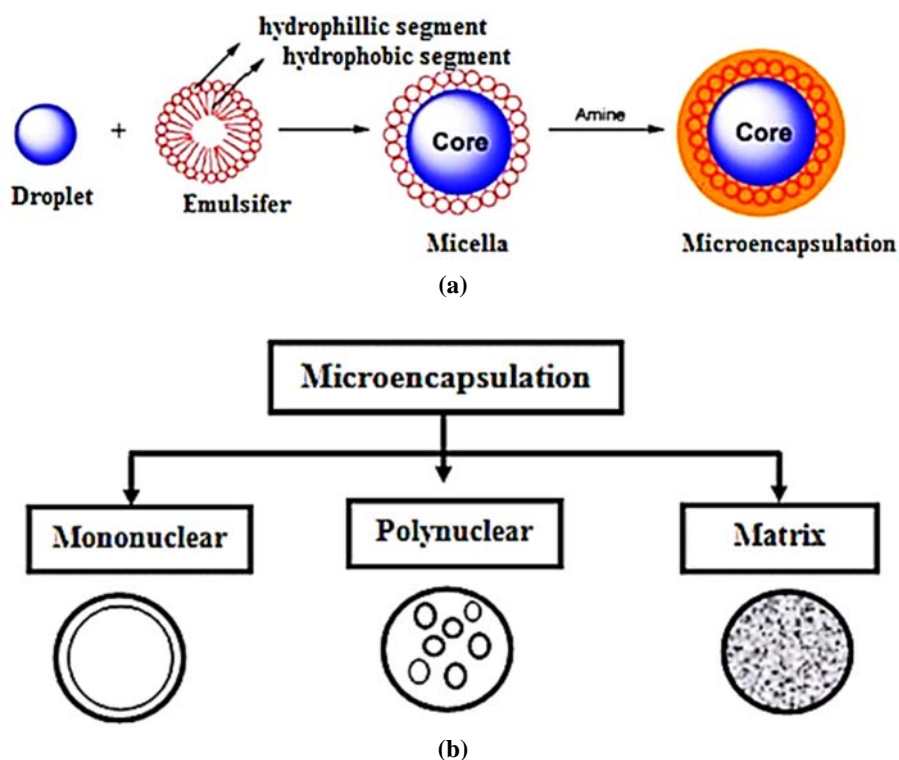 hydrophillic segment
hydrophobic segment
+
Core
Amine
Core
Droplet
Emulsifer
Micella
Microencapsulation
(a)
Microencapsulation
Mononuclear
Polynuclear
Matrix
(b)